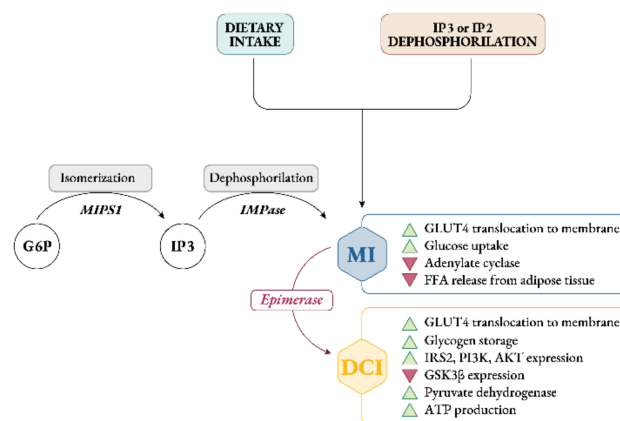 DIETARY
INTAKE
IP3 or IP2
DEPHOSPHORILATION
Isomerization
MIPS1
Dephosphorilation
IMPase
G6P
IP3
MI
GLUT4 translocation to membrane
Glucose uptake
Adenylate cyclase
FFA release from adipose tissue
Epimerase
DCI
GLUT4 translocation to membrane
Glycogen storage
IRS2, PI3K, AKT expression
GSK3β expression
Pyruvate dehydrogenase
ATP production